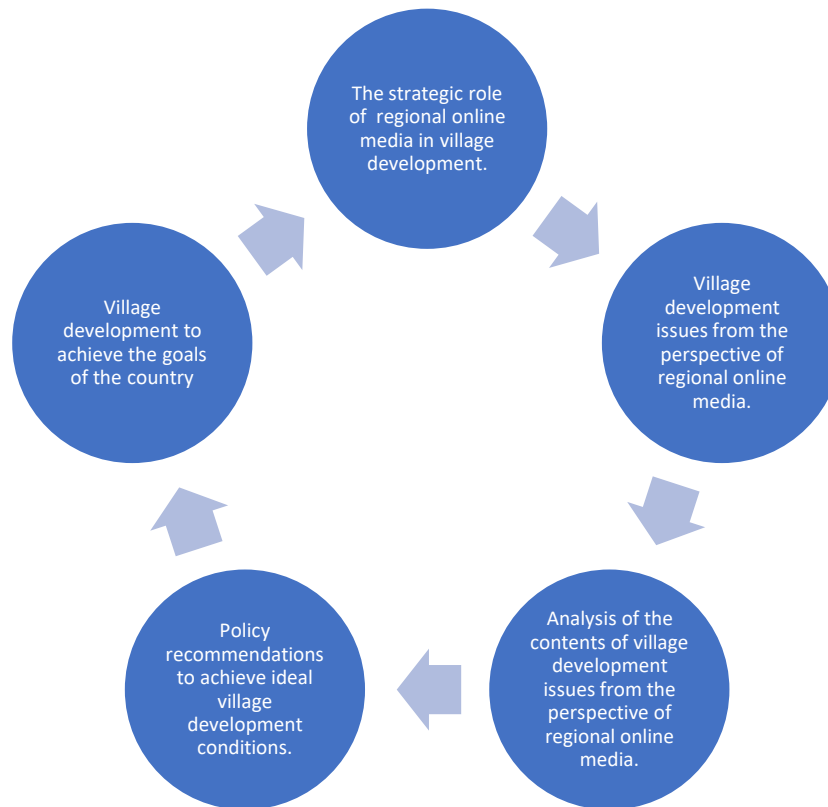 The strategic role
of regional online
media in village
development.
Village
development
issues from the
perspective of
regional online
media.
Analysis of the
contents of village
development
issues from the
perspective of
regional online
media.
Policy
recommendations
to achieve ideal
village
development
conditions.
Village
development to
achieve the goals
of the country